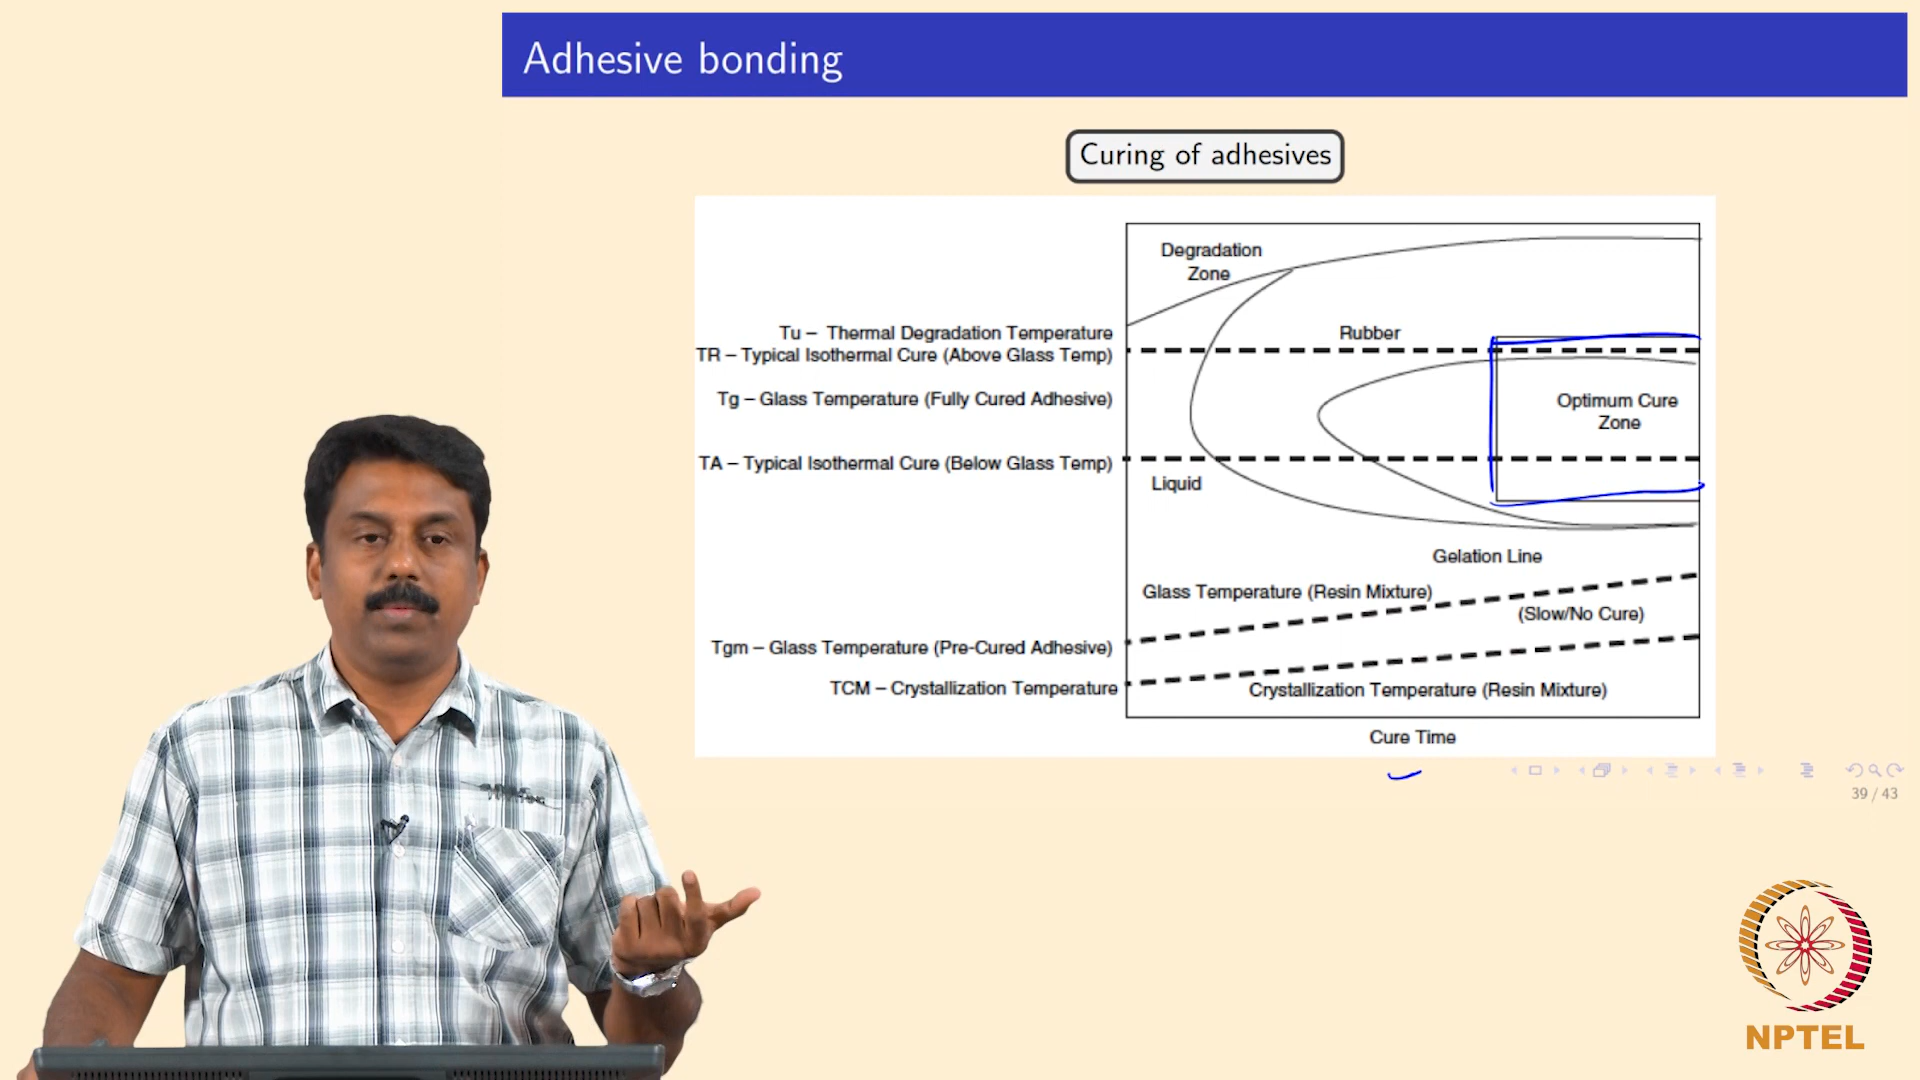 Adhesive bonding
Curing of adhesives
Degradation
Zone
Tu – Thermal Degradation Temperature
TR – Typical Isothermal Cure (Above Glass Temp)
Rubber
Tg – Glass Temperature (Fully Cured Adhesive)
Optimum Cure
Zone
TA – Typical Isothermal Cure (Below Glass Temp)
Liquid
Gelation Line
Glass Temperature (Resin Mixture)
(Slow/No Cure)
Tgm – Glass Temperature (Pre-Cured Adhesive)
TCM – Crystallization Temperature
Crystallization Temperature (Resin Mixture)
Cure Time
39 / 43
NPTEL